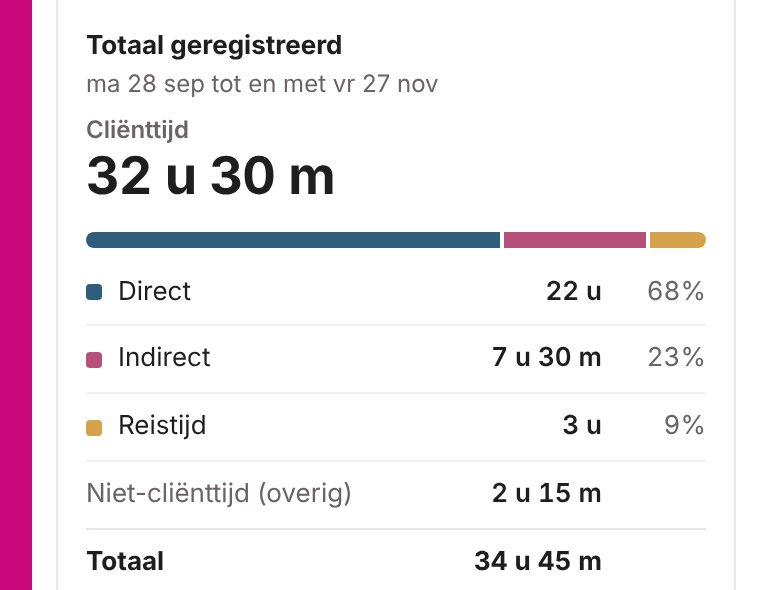 Totaal geregistreerd
ma 28 sep tot en met vr 27 nov
Cliënttijd
32 u 30 m
Direct 22 u 68%
Indirect 7 u 30 m 23%
Reistijd 3 u 9%
Niet-cliënttijd (overig) 2 u 15 m
Totaal 34 u 45 m